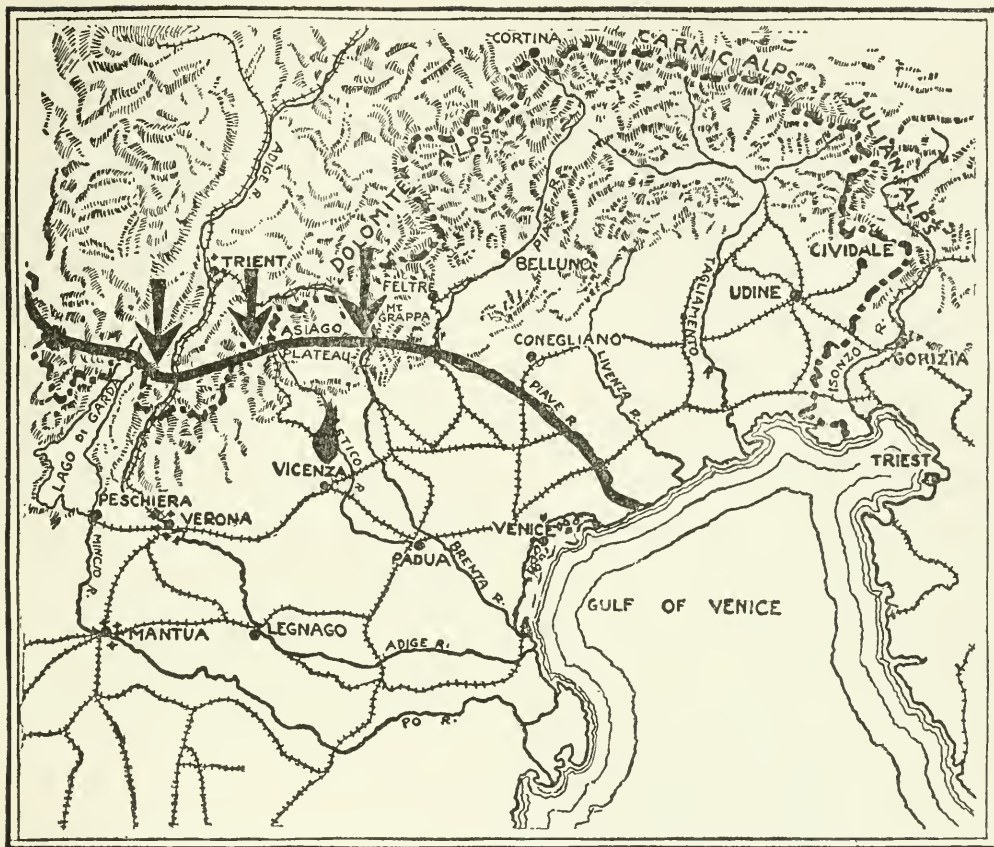 CORTINA
CARNIC ALPS
JULIAN ALPS
ADIGE R.
DOLOMITE ALPS
PIAVE R.
TRIENT
BELLUNO
CIVIDALE
FELTRE
MT GRAPPA
UDINE
TAGLIAMENTO R.
ASIAGO
PLATEAU
CONEGLIANO
LIVENZA R.
ISONZO R.
GORIZIA
LAGO DI GARDA
PIAVE R.
ASTICO R.
VICENZA
TRIEST
PESCHIERA
VERONA
VENICE
MINCIO R.
PADUA
BRENTA R.
GULF OF VENICE
MANTUA
LEGNAGO
ADIGE R.
PO R.